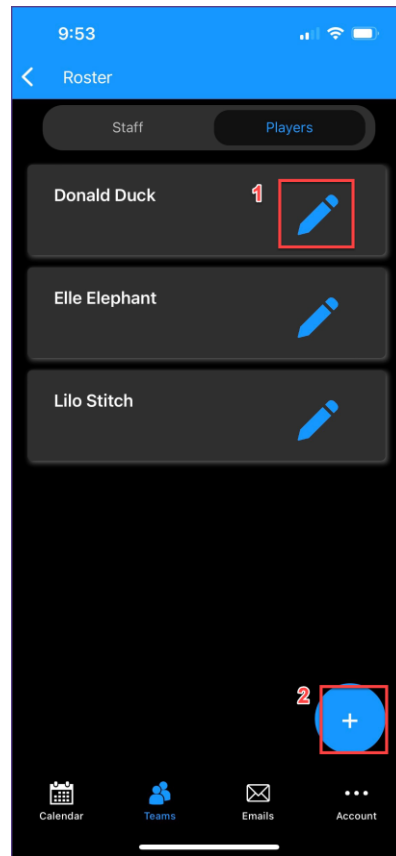 9:53
Roster
Staff Players
Donald Duck 1
Elle Elephant
Lilo Stitch
2
+
Calendar Teams Emails Account